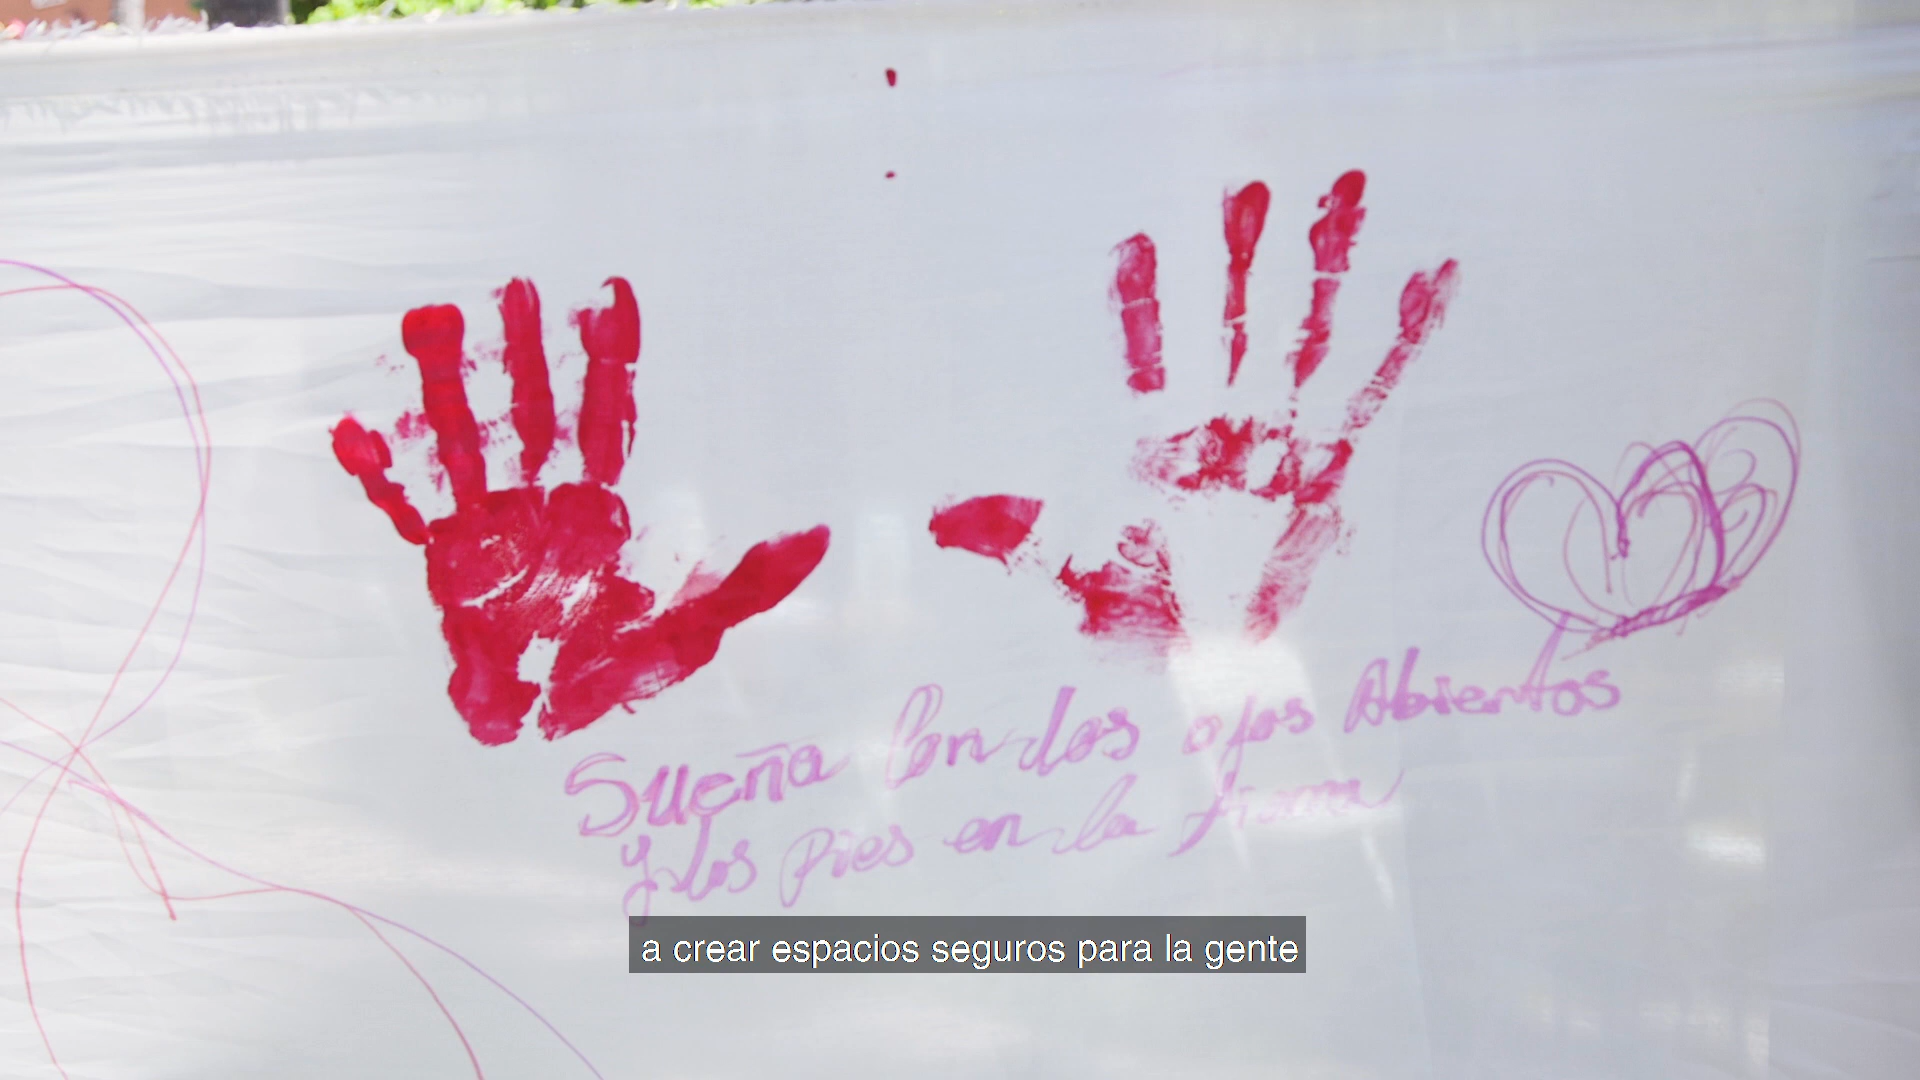 Sueña Con los ojos Abiertos
y los pies en la tierra
a crear espacios seguros para la gente